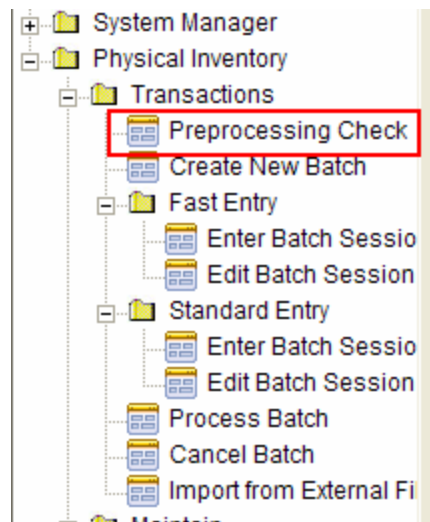 System Manager
Physical Inventory
Transactions
Preprocessing Check
Create New Batch
Fast Entry
Enter Batch Sessio
Edit Batch Session
Standard Entry
Enter Batch Sessio
Edit Batch Session
Process Batch
Cancel Batch
Import from External Fi
Maintain